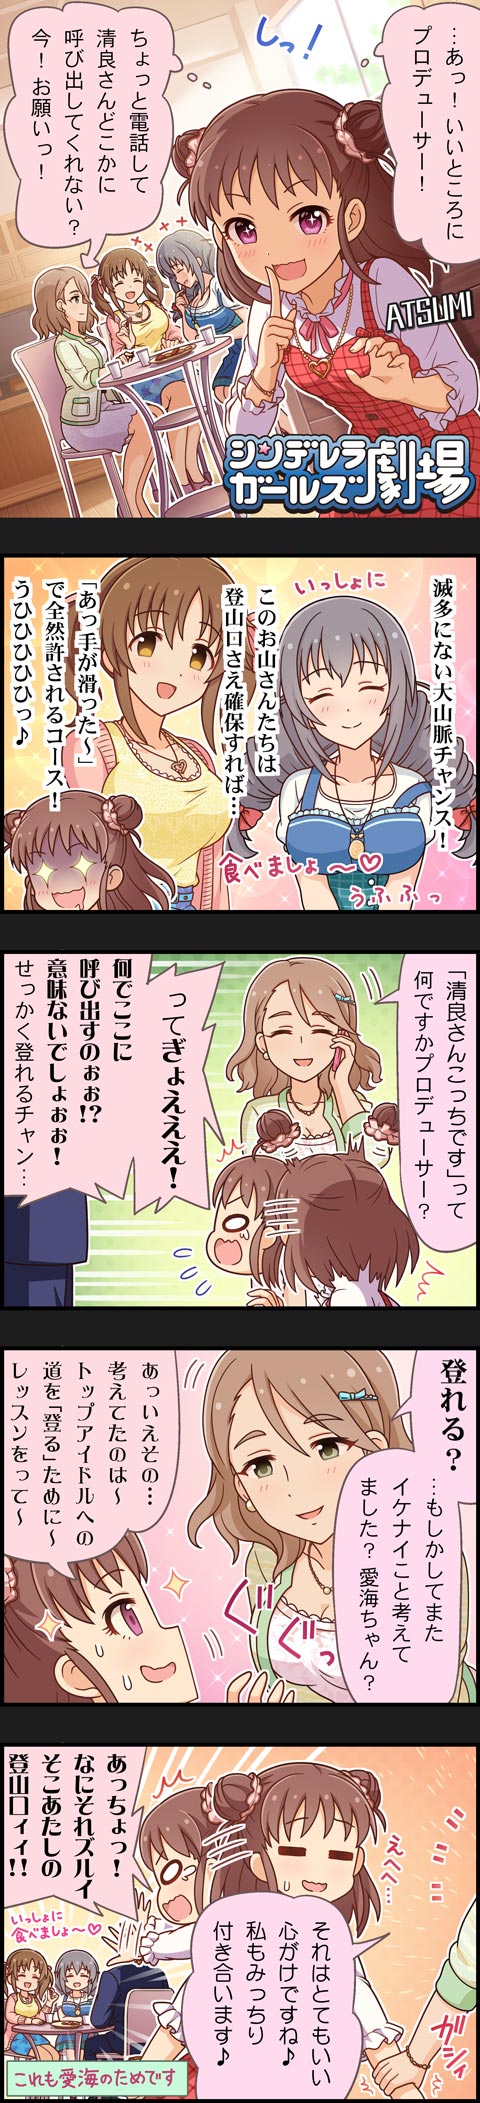 …あっ！いいところに
プロデューサー！
しっ！
ちょっと電話して
清良さんどこかに
呼び出してくれない？
今！お願いっ！
ATSUMI
シンデレラ
ガールズ劇場
滅多にない大山脈チャンス！
いっしょに
食べましょ～♡
うふふっ
このお山さんたちは
登山口さえ確保すれば…
「あっ手が滑った～」
で全然許されるコース！
うひひひひひっ♪
「清良さんこっちです」って
何ですかプロデューサー？
ってぎょえええ！
何でここに
呼び出すのぉぉ!?
意味ないでしょぉぉ！
せっかく登れるチャン…
登れる？
…もしかしてまた
イケナイこと考えて
ました？愛海ちゃん？
ぐぐっ
あっいえその…
考えてたのは～
トップアイドルへの
道を「登る」ために～
レッスンをって～
えへへ…
それはとてもいい
心がけですね♪
私もみっちり
付き合います♪
ガシィ
あっちょっ！
なにそれズルイ
そこあたしの
登山口ィィ!!
いっしょに
食べましょ～♡
これも愛海のためです